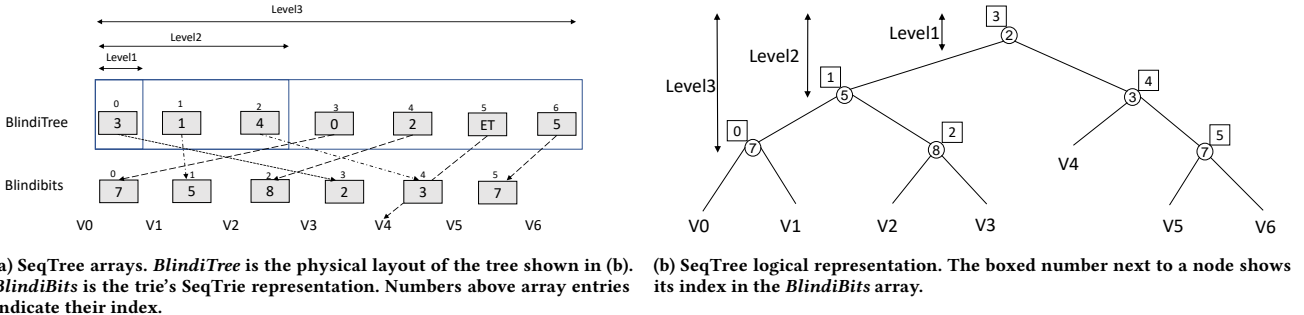 Level3
Level2
Level1
0 1 2 3 4 5 6
BlindiTree 3 1 4 0 2 ET 5
0 1 2 3 4 5
Blindibits 7 5 8 2 3 7
V0 V1 V2 V3 V4 V5 V6
a) SeqTree arrays. BlindiTree is the physical layout of the tree shown in (b).
BlindiBits is the trie's SeqTrie representation. Numbers above array entries
ndicate their index.
3
Level1 2
Level2
1 4
Level3 5 3
0 2 5
7 8 V4 7
V0 V1 V2 V3 V5 V6
(b) SeqTree logical representation. The boxed number next to a node shows
its index in the BlindiBits array.